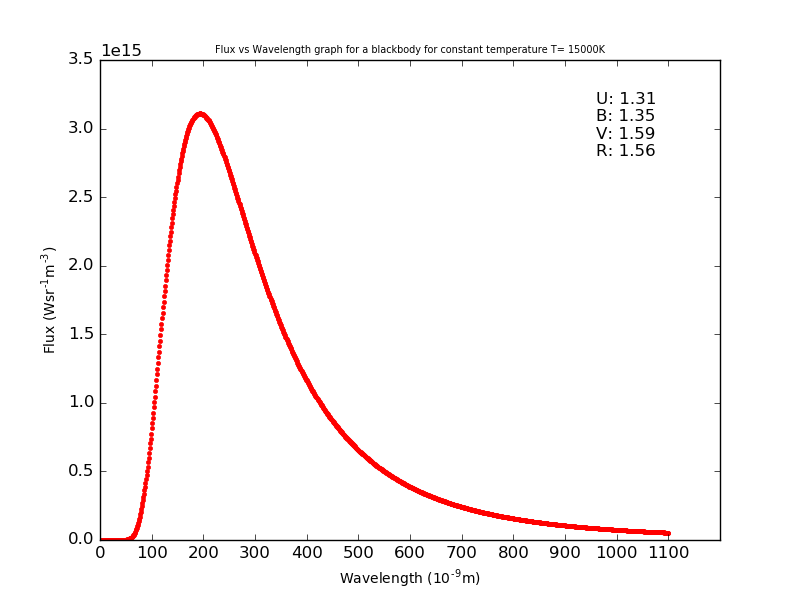 Flux vs Wavelength graph for a blackbody for constant temperature T= 15000K
1e15
3.5
3.0
2.5
2.0
1.5
1.0
0.5
0.0
U: 1.31
B: 1.35
V: 1.59
R: 1.56
Flux (Wsr⁻¹m⁻³)
0 100 200 300 400 500 600 700 800 900 1000 1100
Wavelength (10⁻⁹m)